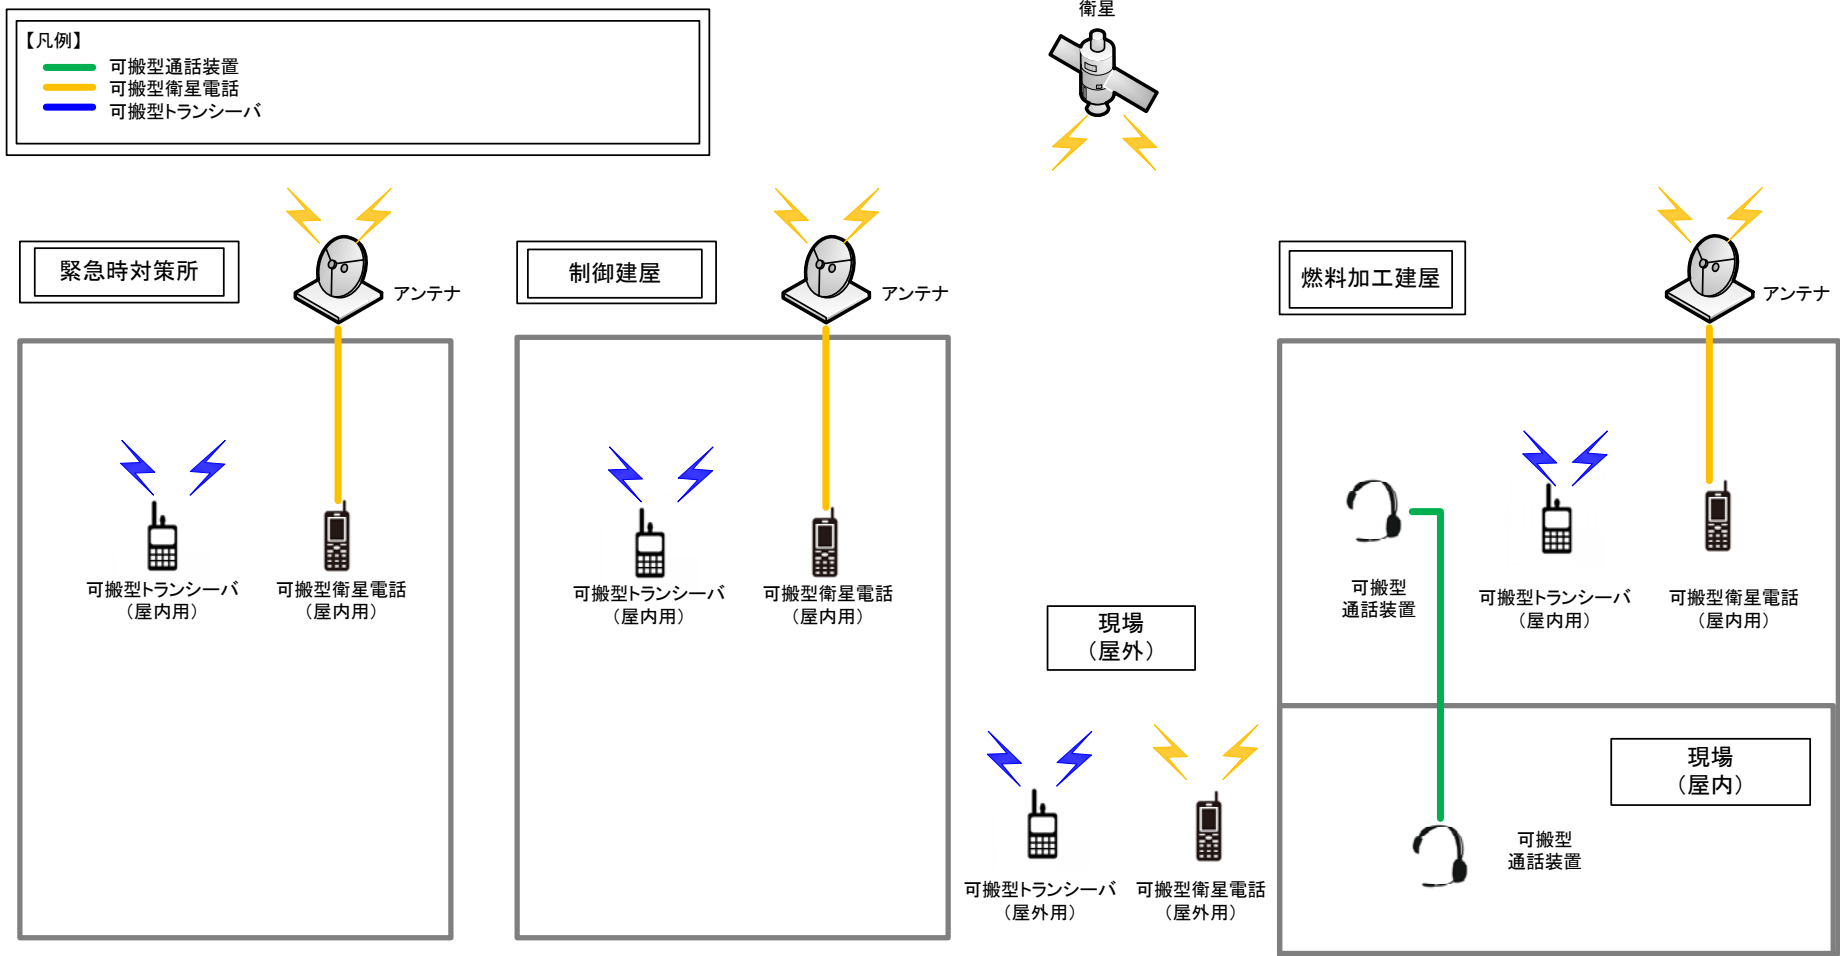 衛星
【凡例】
可搬型通話装置
可搬型衛星電話
可搬型トランシーバ
緊急時対策所
アンテナ
制御建屋
アンテナ
燃料加工建屋
アンテナ
可搬型トランシーバ
（屋内用）
可搬型衛星電話
（屋内用）
可搬型トランシーバ
（屋内用）
可搬型衛星電話
（屋内用）
可搬型
通話装置
可搬型トランシーバ
（屋内用）
可搬型衛星電話
（屋内用）
現場
（屋外）
可搬型トランシーバ
（屋外用）
可搬型衛星電話
（屋外用）
現場
（屋内）
可搬型
通話装置